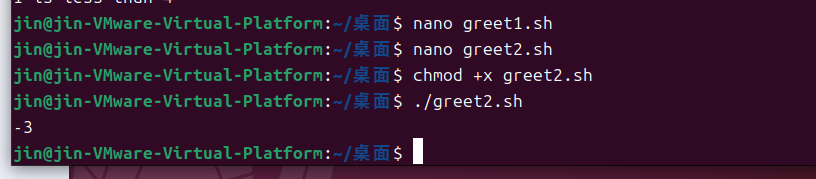 jin@jin-VMware-Virtual-Platform:~/桌面$ nano greet1.sh
jin@jin-VMware-Virtual-Platform:~/桌面$ nano greet2.sh
jin@jin-VMware-Virtual-Platform:~/桌面$ chmod +x greet2.sh
jin@jin-VMware-Virtual-Platform:~/桌面$ ./greet2.sh
-3
jin@jin-VMware-Virtual-Platform:~/桌面$